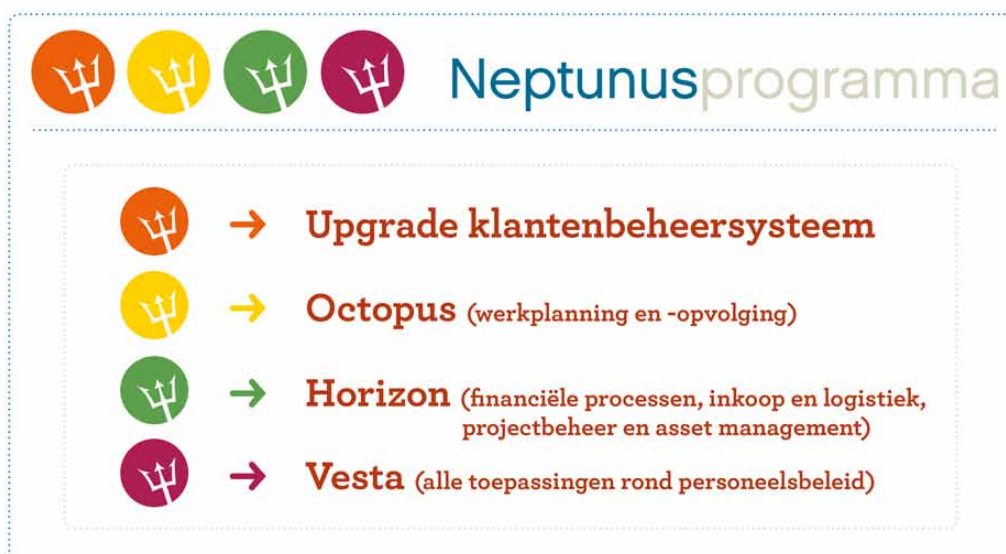 Neptunusprogramma
Upgrade klantenbeheersysteem
Octopus (werkplanning en -opvolging)
Horizon (financiële processen, inkoop en logistiek,
projectbeheer en asset management)
Vesta (alle toepassingen rond personeelsbeleid)